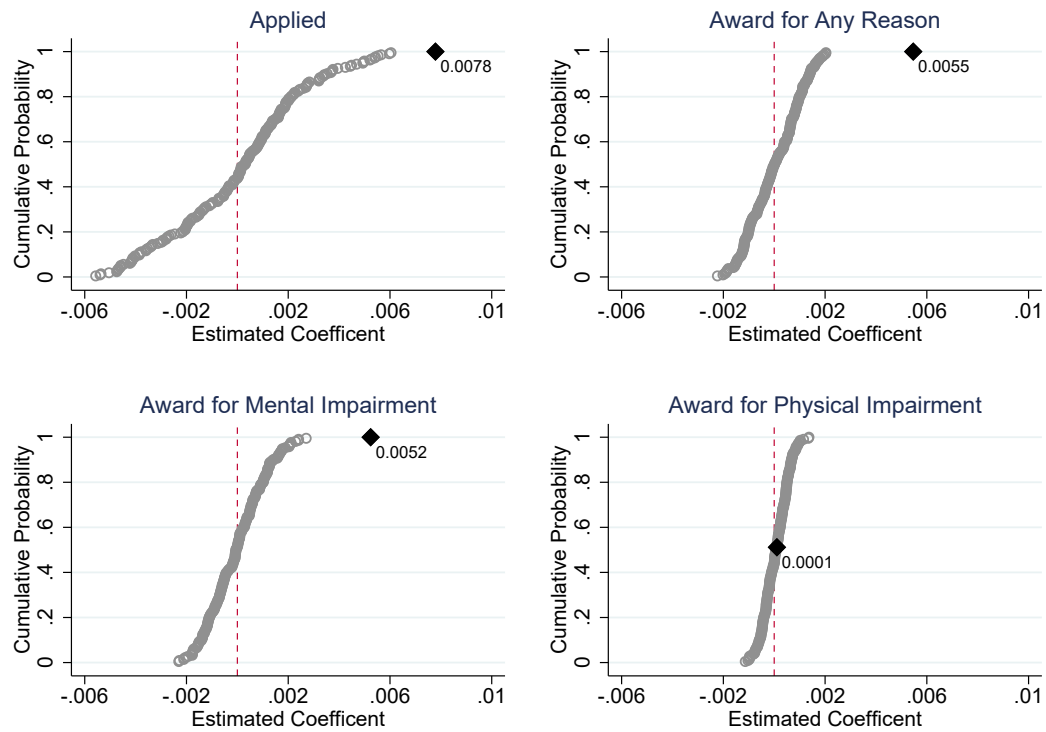 Applied
Cumulative Probability
1
.8
.6
.4
.2
0
0.0078
-.006 -.002 .002 .006 .01
Estimated Coefficent
Award for Any Reason
Cumulative Probability
1
.8
.6
.4
.2
0
0.0055
-.006 -.002 .002 .006 .01
Estimated Coefficent
Award for Mental Impairment
Cumulative Probability
1
.8
.6
.4
.2
0
0.0052
-.006 -.002 .002 .006 .01
Estimated Coefficent
Award for Physical Impairment
Cumulative Probability
1
.8
.6
.4
.2
0
0.0001
-.006 -.002 .002 .006 .01
Estimated Coefficent